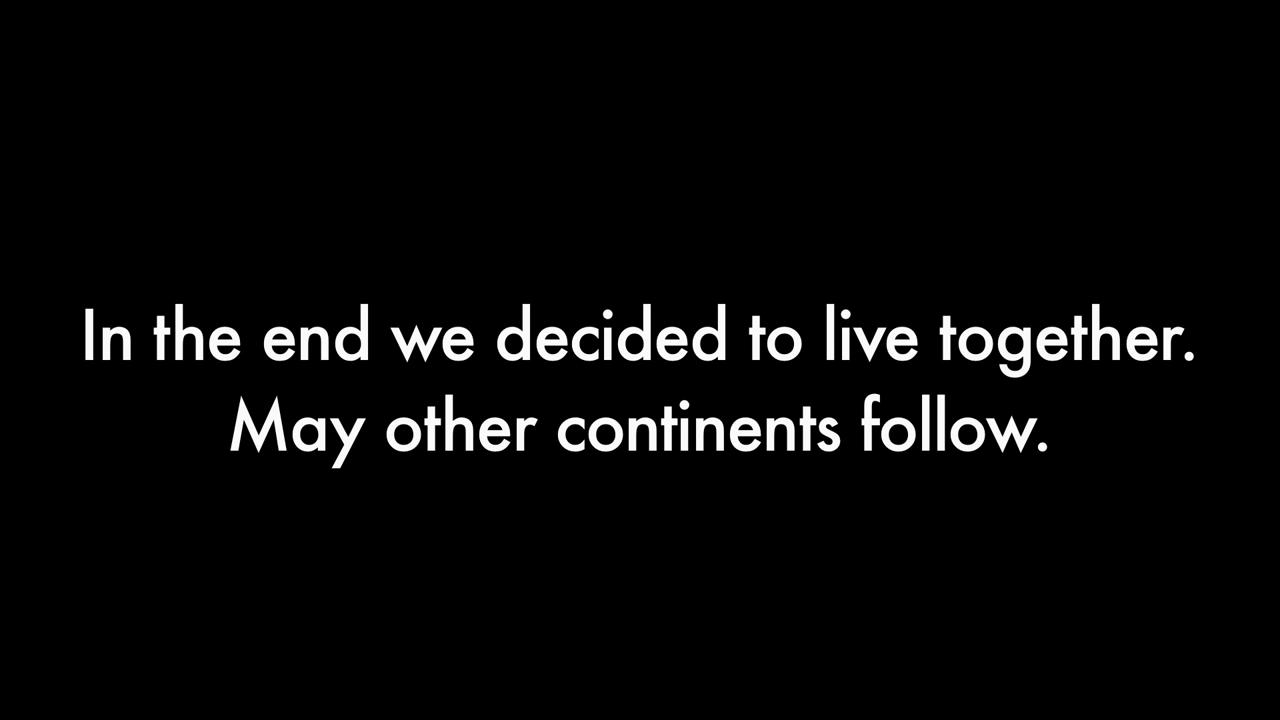 In the end we decided to live together.
May other continents follow.